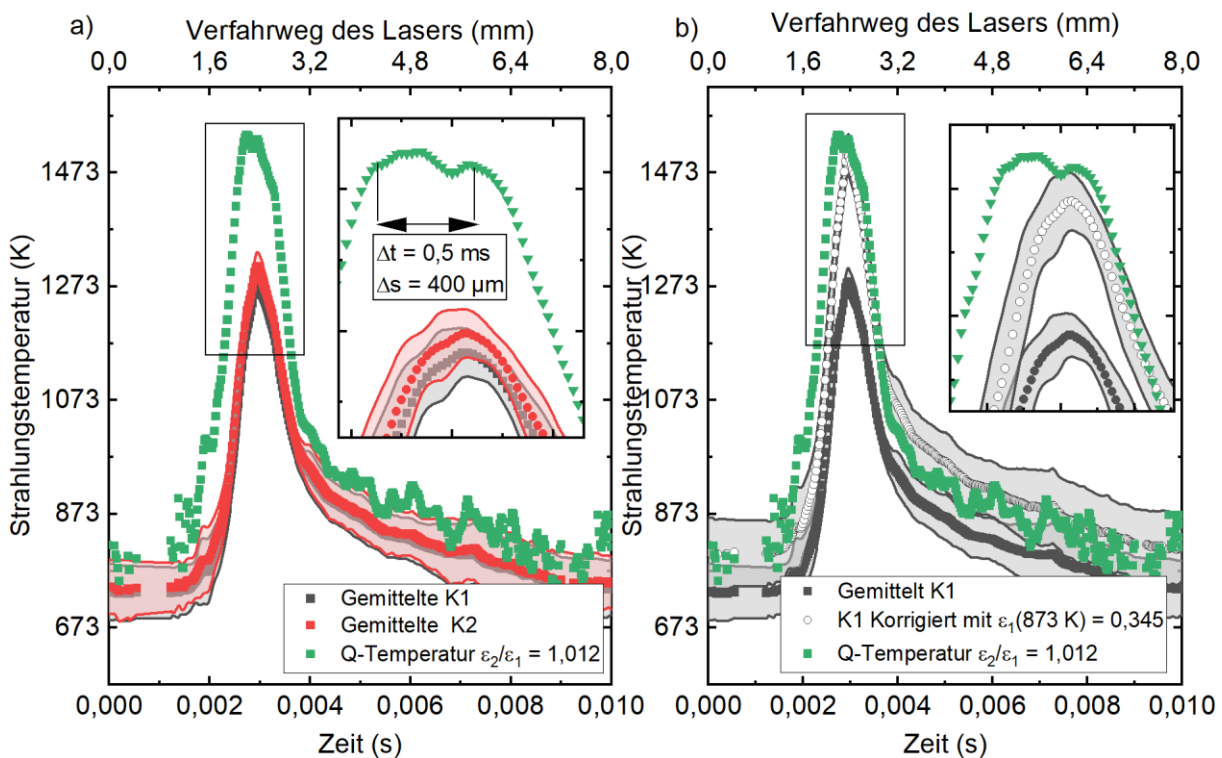 a)
Verfahrweg des Lasers (mm)
0,0 1,6 3,2 4,8 6,4 8,0
Strahlungstemperatur (K)
1473
1273
1073
873
673
Δt = 0,5 ms
Δs = 400 µm
Gemittelte K1
Gemittelte K2
Q-Temperatur ε₂/ε₁ = 1,012
0,000 0,002 0,004 0,006 0,008 0,010
Zeit (s)
b)
Verfahrweg des Lasers (mm)
0,0 1,6 3,2 4,8 6,4 8,0
Strahlungstemperatur (K)
1473
1273
1073
873
673
Gemittelt K1
K1 Korrigiert mit ε₁(873 K) = 0,345
Q-Temperatur ε₂/ε₁ = 1,012
0,000 0,002 0,004 0,006 0,008 0,010
Zeit (s)